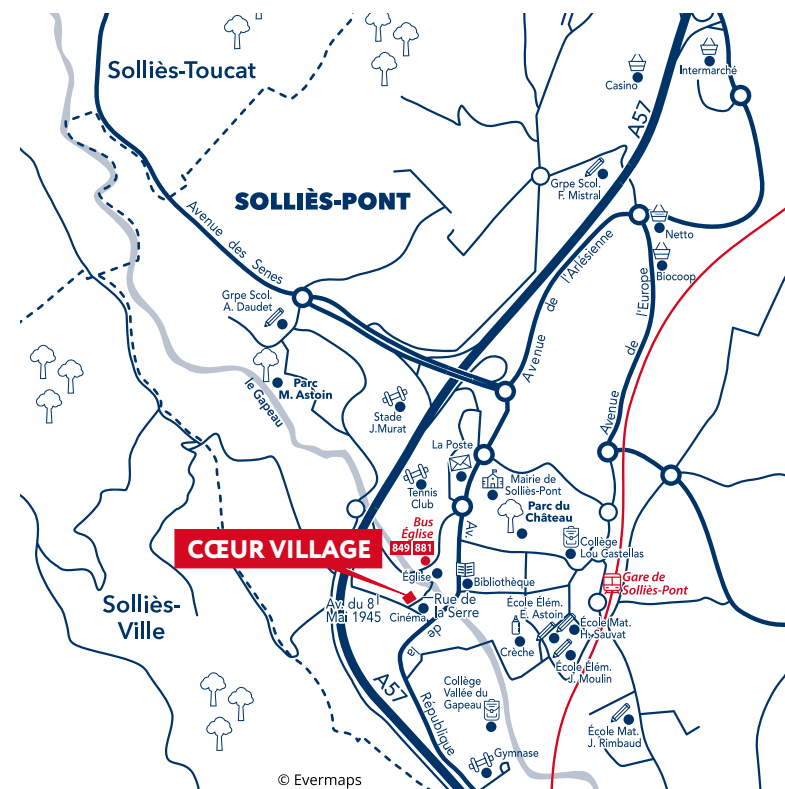 Solliès-Toucat
Intermarché
Casino
A57
Grpe Scol.
F. Mistral
SOLLIÈS-PONT
Avenue des Senes
Netto
Biocoop
Avenue de l'Arlésienne
Avenue de l'Europe
Grpe Scol.
A. Daudet
Parc
M. Astoin
le Gapeau
Stade
J.Murat
La Poste
Tennis
Club
Mairie de
Solliès-Pont
Parc du
Château
Bus
Église
849 881
CŒUR VILLAGE
Collège
Lou Castellas
Église
Bibliothèque
Gare de
Solliès-Pont
Solliès-
Ville
Av. du 8
Mai 1945
Rue de
la Serre
Cinéma
Av. de la République
École Élém.
E. Astoin
École Mat.
H. Sauvat
Crèche
École Élém.
J. Moulin
A57
Collège
Vallée du
Gapeau
École Mat.
J. Rimbaud
Gymnase
© Evermaps